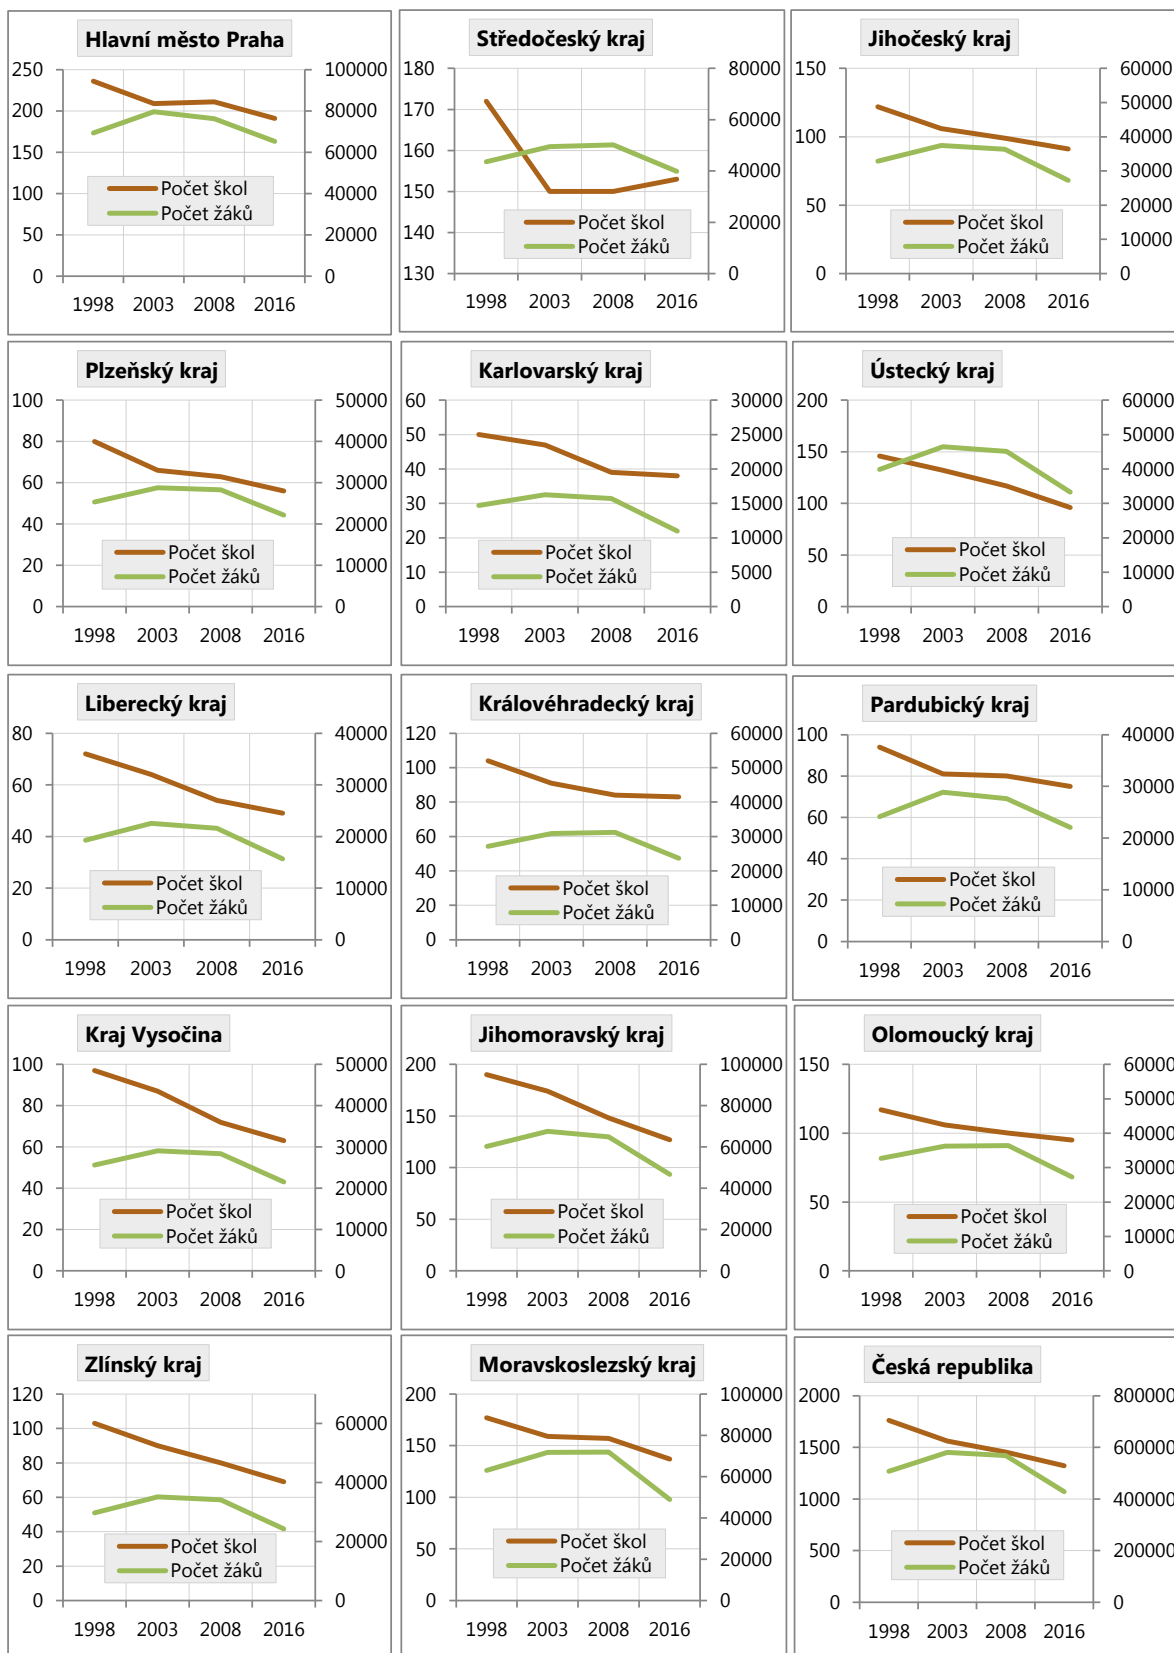 Hlavní město Praha
250
200
150
100
50
0
100000
80000
60000
40000
20000
0
Počet škol
Počet žáků
1998 2003 2008 2016
Středočeský kraj
180
170
160
150
140
130
80000
60000
40000
20000
0
Počet škol
Počet žáků
1998 2003 2008 2016
Jihočeský kraj
150
100
50
0
60000
50000
40000
30000
20000
10000
0
Počet škol
Počet žáků
1998 2003 2008 2016
Plzeňský kraj
100
80
60
40
20
0
50000
40000
30000
20000
10000
0
Počet škol
Počet žáků
1998 2003 2008 2016
Karlovarský kraj
60
50
40
30
20
10
0
30000
25000
20000
15000
10000
5000
0
Počet škol
Počet žáků
1998 2003 2008 2016
Ústecký kraj
200
150
100
50
0
60000
50000
40000
30000
20000
10000
0
Počet škol
Počet žáků
1998 2003 2008 2016
Liberecký kraj
80
60
40
20
0
40000
30000
20000
10000
0
Počet škol
Počet žáků
1998 2003 2008 2016
Královéhradecký kraj
120
100
80
60
40
20
0
60000
50000
40000
30000
20000
10000
0
Počet škol
Počet žáků
1998 2003 2008 2016
Pardubický kraj
100
80
60
40
20
0
40000
30000
20000
10000
0
Počet škol
Počet žáků
1998 2003 2008 2016
Kraj Vysočina
100
80
60
40
20
0
50000
40000
30000
20000
10000
0
Počet škol
Počet žáků
1998 2003 2008 2016
Jihomoravský kraj
200
150
100
50
0
100000
80000
60000
40000
20000
0
Počet škol
Počet žáků
1998 2003 2008 2016
Olomoucký kraj
150
100
50
0
60000
50000
40000
30000
20000
10000
0
Počet škol
Počet žáků
1998 2003 2008 2016
Zlínský kraj
120
100
80
60
40
20
0
60000
40000
20000
0
Počet škol
Počet žáků
1998 2003 2008 2016
Moravskoslezský kraj
200
150
100
50
0
100000
80000
60000
40000
20000
0
Počet škol
Počet žáků
1998 2003 2008 2016
Česká republika
2000
1500
1000
500
0
800000
600000
400000
200000
0
Počet škol
Počet žáků
1998 2003 2008 2016